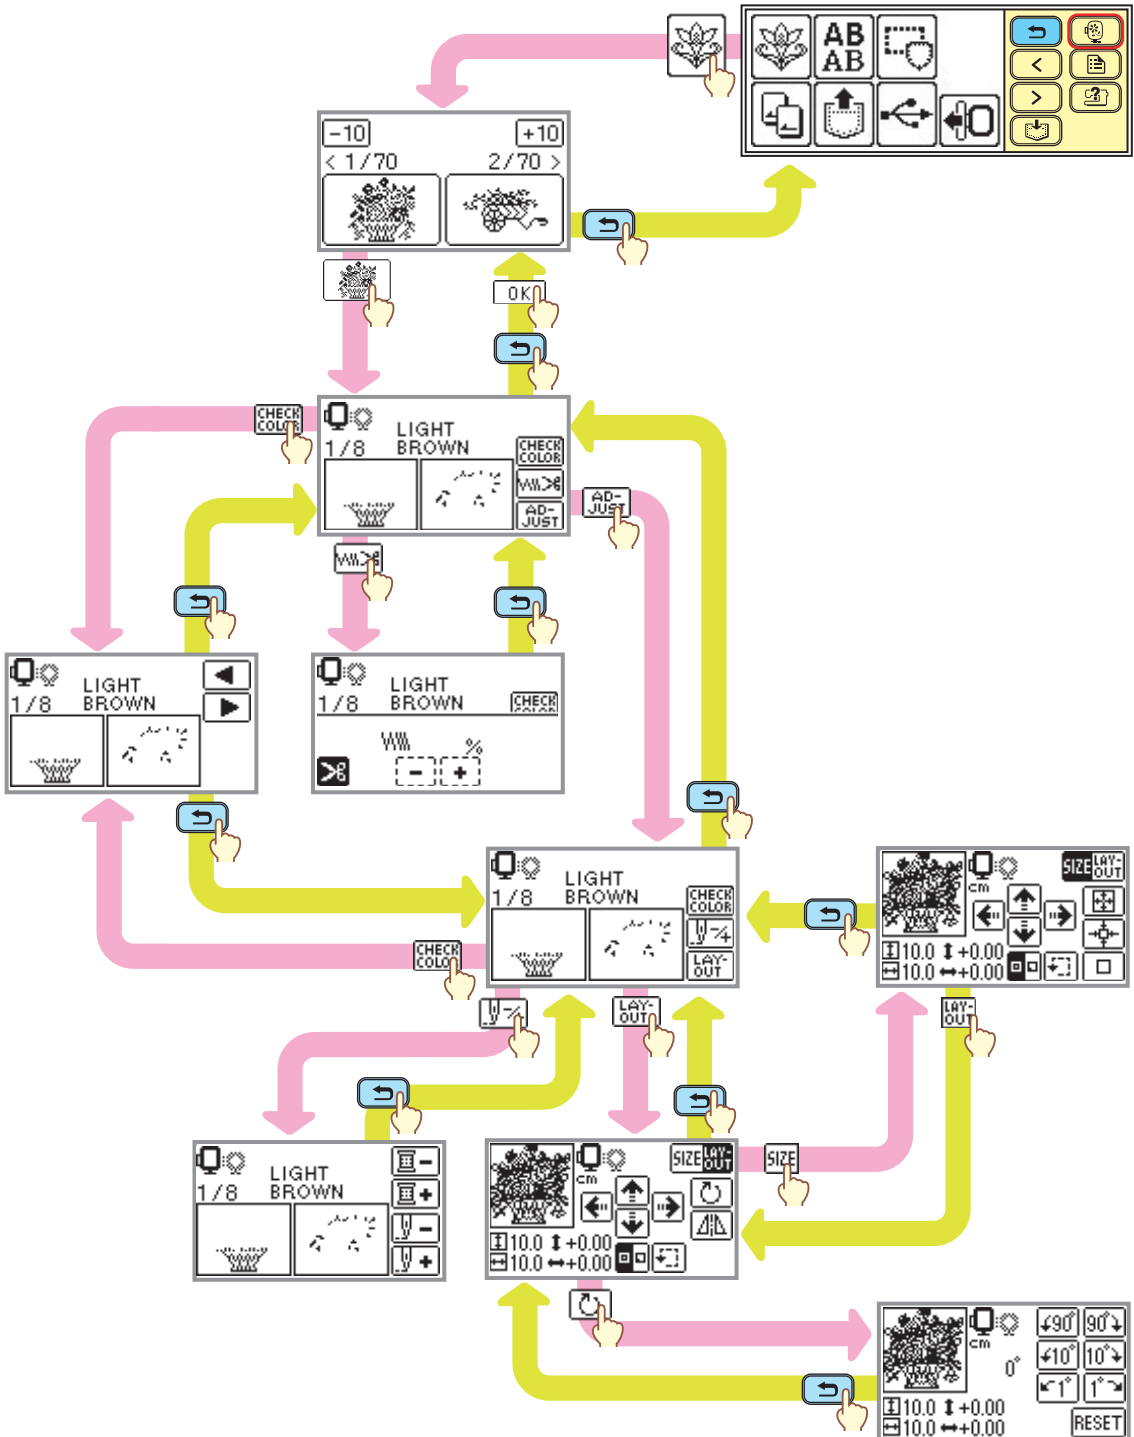 AB
AB
−10 +10
< 1/70 2/70 >
OK
CHECK
COLOR
LIGHT
1/8 BROWN
CHECK
COLOR
AD-
JUST
AD-
JUST
LIGHT
1/8 BROWN
LIGHT
1/8 BROWN
CHECK
COLOR
%
− +
LIGHT
1/8 BROWN
CHECK
COLOR
LAY-
OUT
CHECK
COLOR
cm
SIZE LAY-
OUT
10.0 +0.00
10.0 +0.00
LAY-
OUT
LAY-
OUT
LIGHT
1/8 BROWN
−
+
−
+
cm
SIZE LAY-
OUT
10.0 +0.00
10.0 +0.00
SIZE
cm
0°
90° 90°
10° 10°
1° 1°
10.0 +0.00
10.0 +0.00
RESET